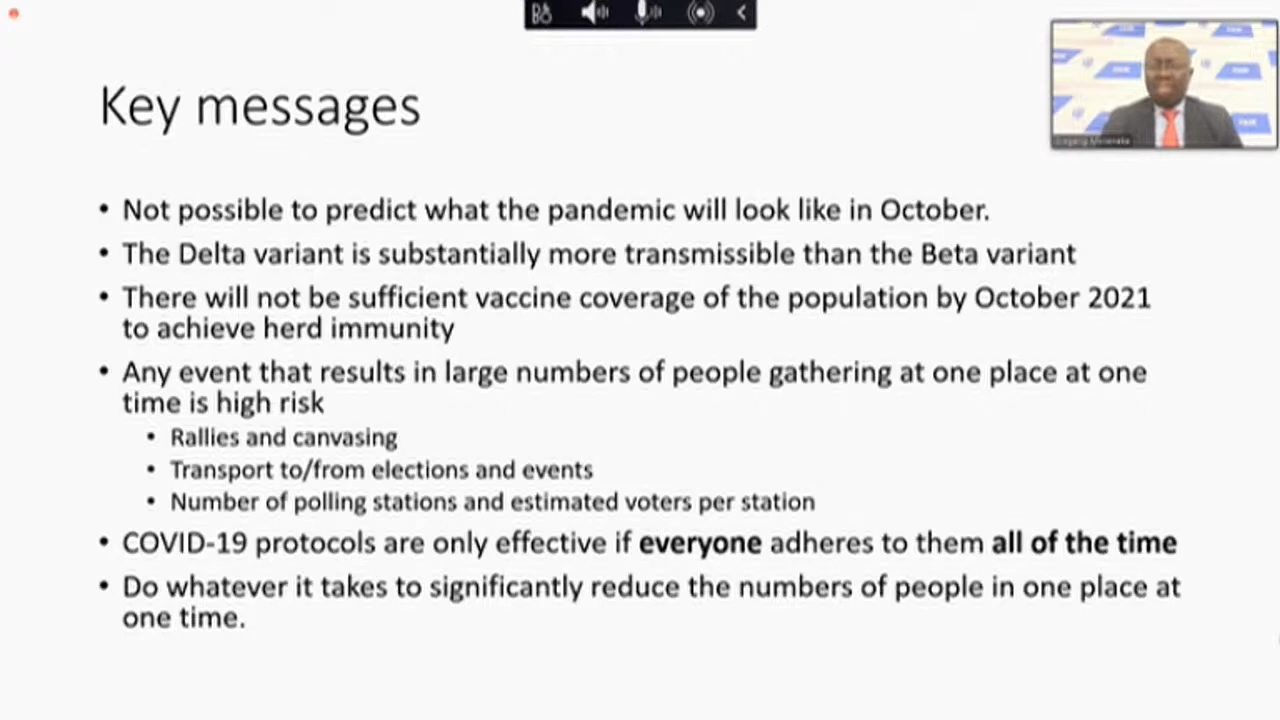 Key messages
• Not possible to predict what the pandemic will look like in October.
• The Delta variant is substantially more transmissible than the Beta variant
• There will not be sufficient vaccine coverage of the population by October 2021
to achieve herd immunity
• Any event that results in large numbers of people gathering at one place at one
time is high risk
• Rallies and canvasing
• Transport to/from elections and events
• Number of polling stations and estimated voters per station
• COVID-19 protocols are only effective if everyone adheres to them all of the time
• Do whatever it takes to significantly reduce the numbers of people in one place at
one time.